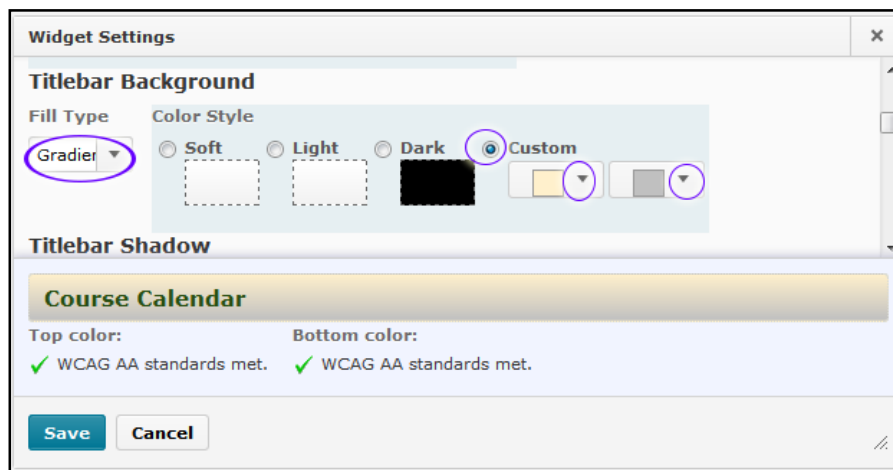 Widget Settings
Titlebar Background
Fill Type Color Style
Gradier Soft Light Dark Custom
Titlebar Shadow
Course Calendar
Top color: Bottom color:
WCAG AA standards met. WCAG AA standards met.
Save Cancel